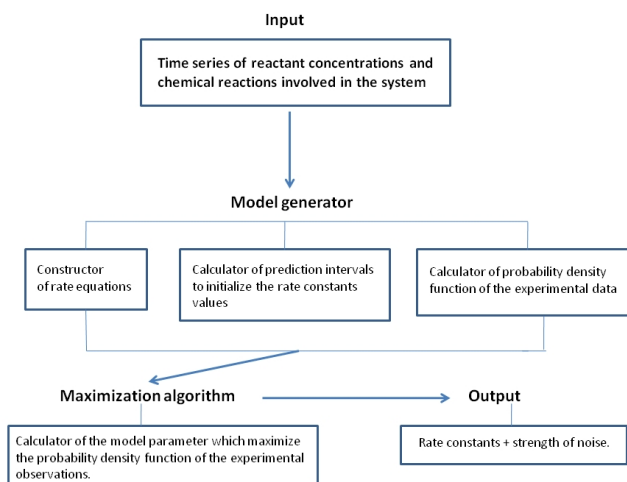 Input
Time series of reactant concentrations and
chemical reactions involved in the system
Model generator
Constructor
of rate equations
Calculator of prediction intervals
to initialize the rate constants
values
Calculator of probability density
function of the experimental data
Maximization algorithm
Output
Calculator of the model parameter which maximize
the probability density function of the experimental
observations.
Rate constants + strength of noise.